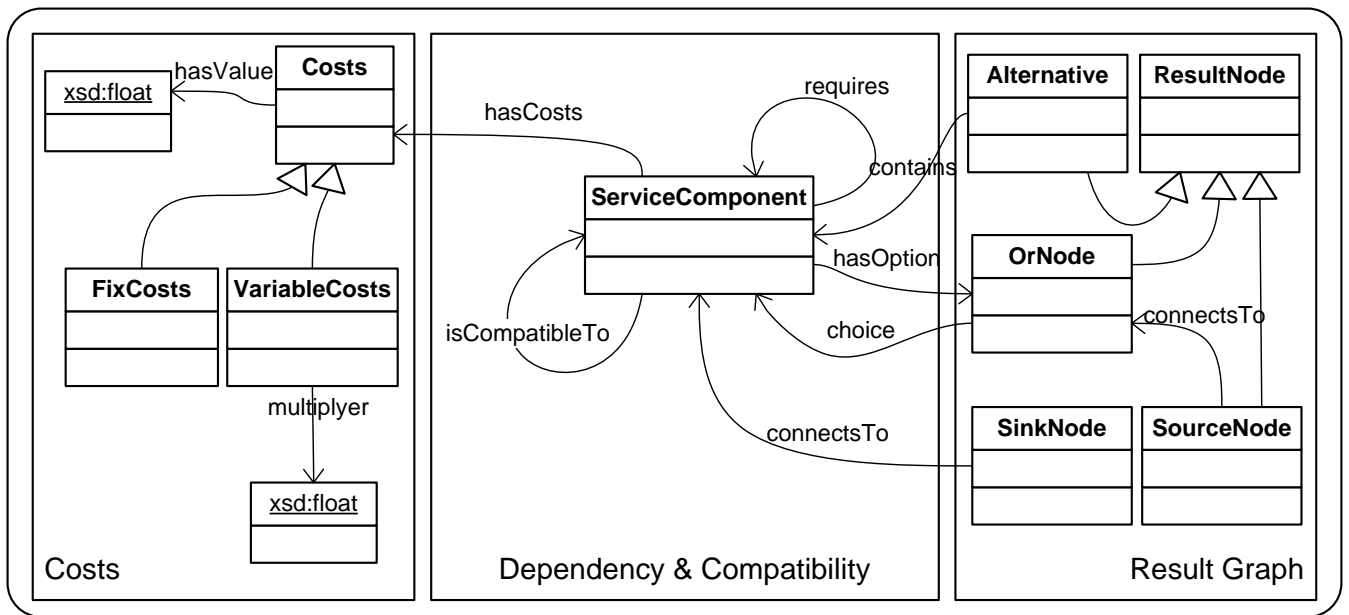 Costs
hasValue
xsd:float
FixCosts
VariableCosts
multiplyer
xsd:float
Costs
hasCosts
requires
contains
ServiceComponent
hasOption
isCompatibleTo
choice
connectsTo
Dependency & Compatibility
Alternative
ResultNode
OrNode
connectsTo
SinkNode
SourceNode
Result Graph